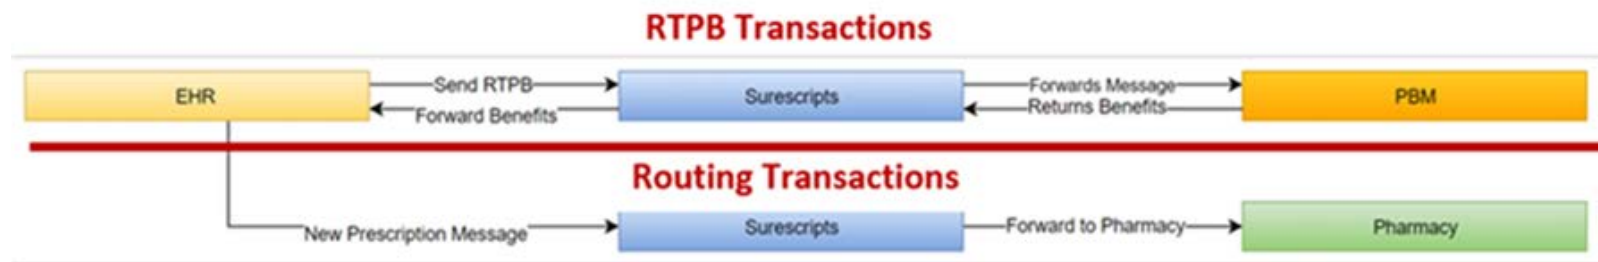 RTPB Transactions
EHR
Send RTPB
Forward Benefits
Surescripts
Forwards Message
Returns Benefits
PBM
Routing Transactions
New Prescription Message
Surescripts
Forward to Pharmacy
Pharmacy